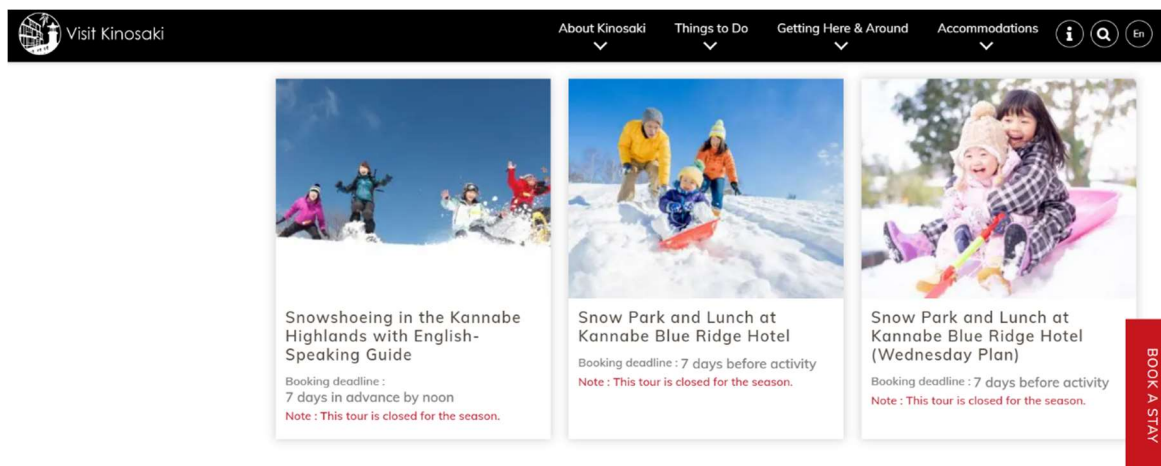 Visit Kinosaki
About Kinosaki
Things to Do
Getting Here & Around
Accommodations
i
En
Snowshoeing in the Kannabe
Highlands with English-
Speaking Guide
Booking deadline :
7 days in advance by noon
Note : This tour is closed for the season.
Snow Park and Lunch at
Kannabe Blue Ridge Hotel
Booking deadline : 7 days before activity
Note : This tour is closed for the season.
Snow Park and Lunch at
Kannabe Blue Ridge Hotel
(Wednesday Plan)
Booking deadline : 7 days before activity
Note : This tour is closed for the season.
BOOK A STAY